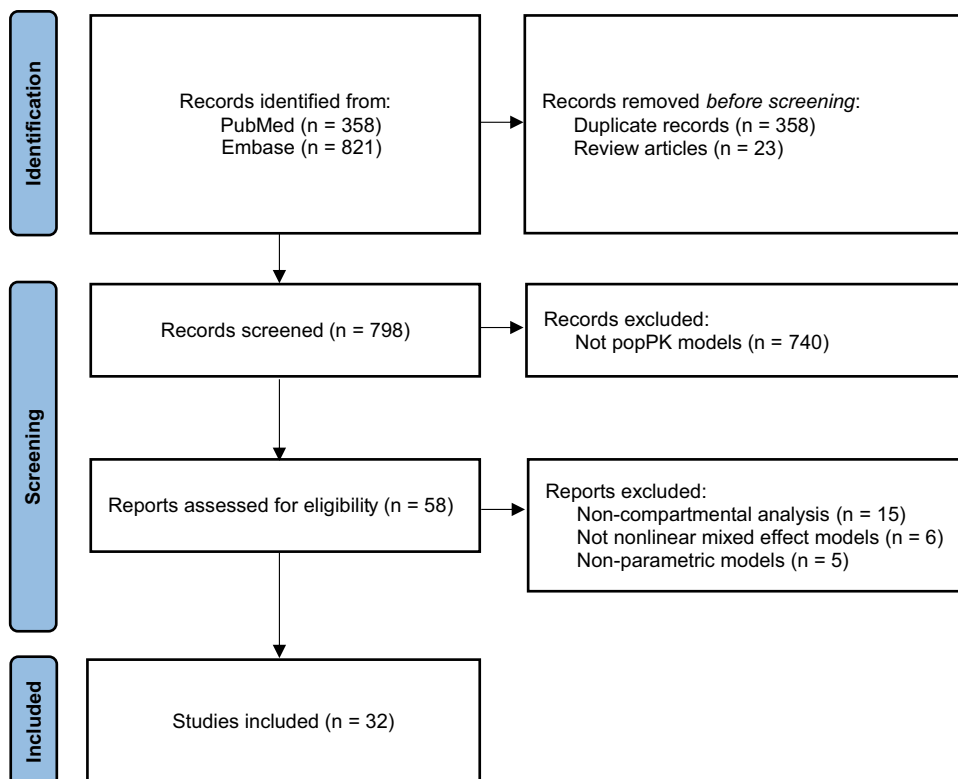 Identification
Records identified from:
PubMed (n = 358)
Embase (n = 821)
Records removed before screening:
Duplicate records (n = 358)
Review articles (n = 23)
Screening
Records screened (n = 798)
Records excluded:
Not popPK models (n = 740)
Reports assessed for eligibility (n = 58)
Reports excluded:
Non-compartmental analysis (n = 15)
Not nonlinear mixed effect models (n = 6)
Non-parametric models (n = 5)
Included
Studies included (n = 32)